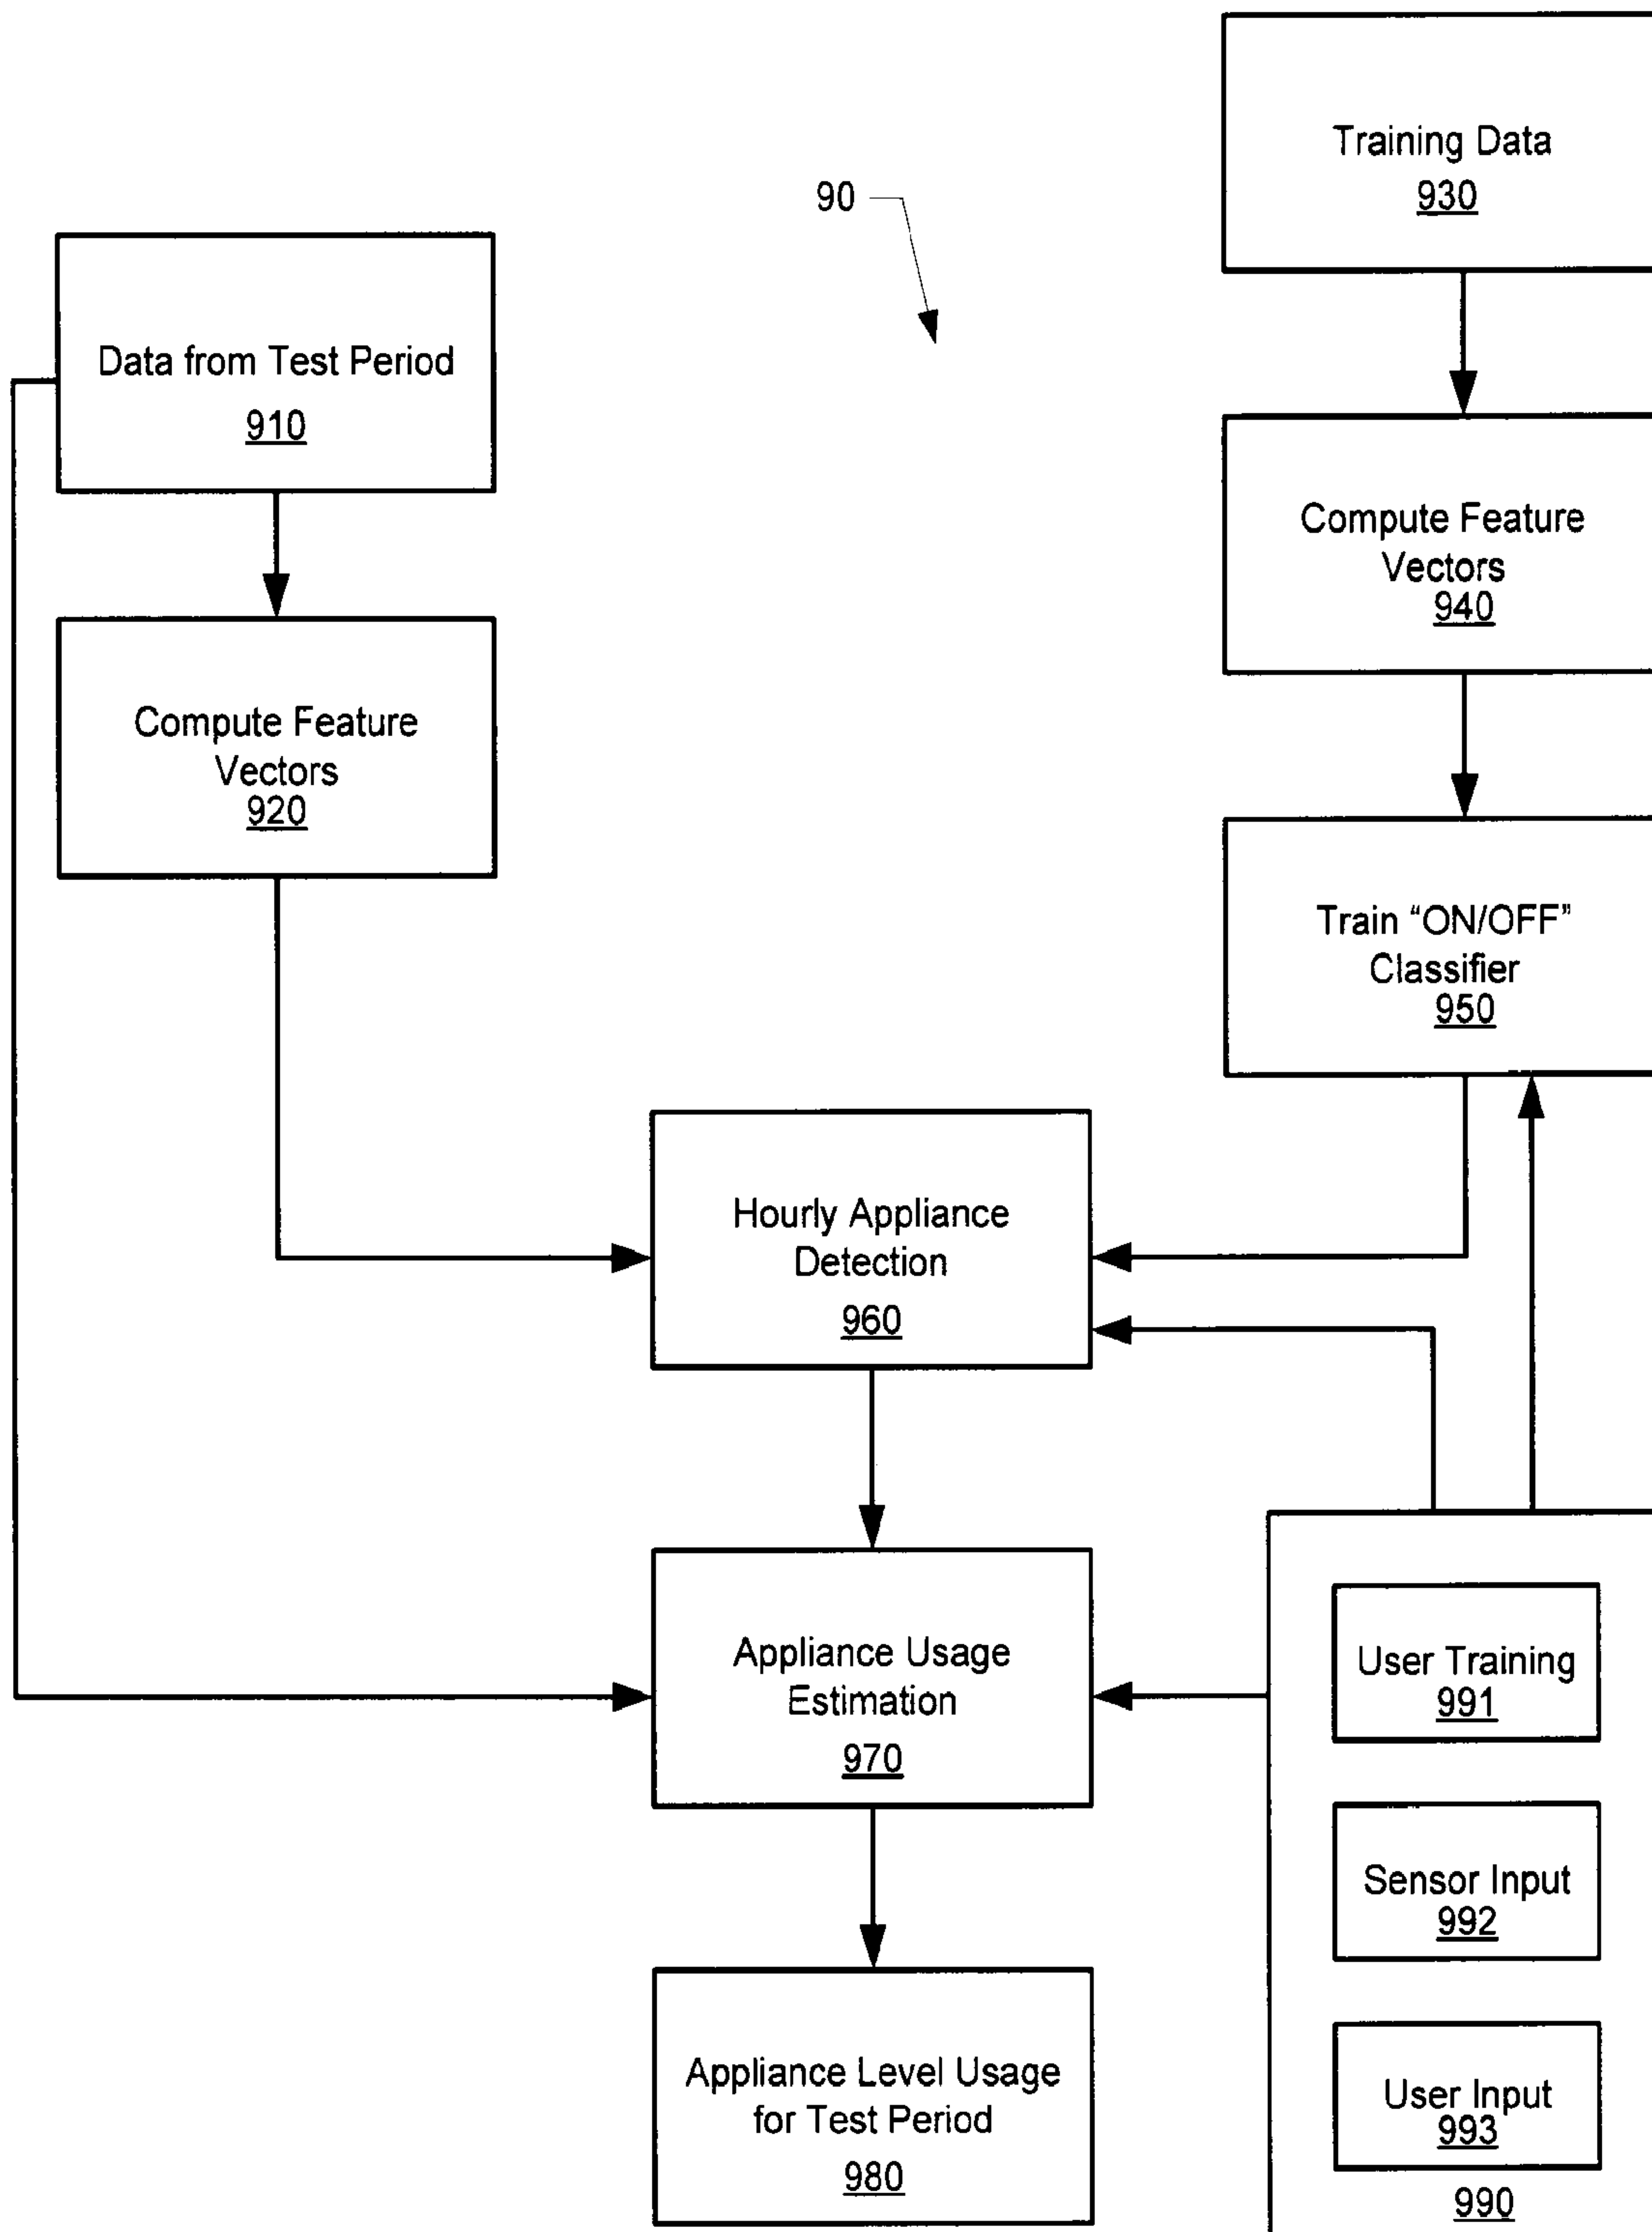 Training Data
930
90
Data from Test Period
910
Compute Feature
Vectors
940
Compute Feature
Vectors
920
Train “ON/OFF”
Classifier
950
Hourly Appliance
Detection
960
Appliance Usage
Estimation
970
User Training
991
Sensor Input
992
Appliance Level Usage
for Test Period
980
User Input
993
990